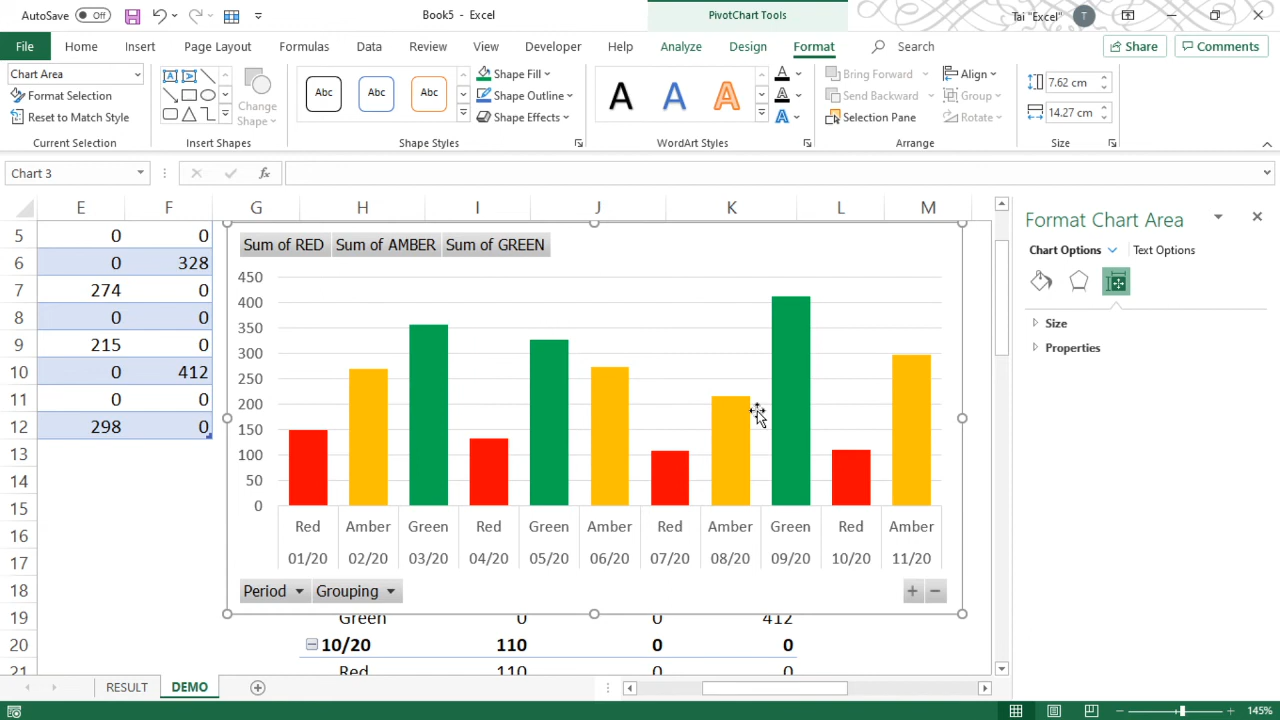 AutoSave Off Book5 - Excel PivotChart Tools Tai "Excel" T
File Home Insert Page Layout Formulas Data Review View Developer Help Analyze Design Format Search Share Comments
Chart Area
Format Selection
Reset to Match Style
Current Selection
Change
Shape
Insert Shapes
Abc Abc Abc
Shape Fill
Shape Outline
Shape Effects
Shape Styles
A A A
A
A
A
WordArt Styles
Bring Forward
Send Backward
Selection Pane
Align
Group
Rotate
Arrange
7.62 cm
14.27 cm
Size
Chart 3 fx
E F G H I J K L M
5 0 0
6 0 328
7 274 0
8 0 0
9 215 0
10 0 412
11 0 0
12 298 0
13
14
15
16
17
18
19 Green 0 0 412
20 10/20 110 0 0
21 Red 110 0 0
Sum of RED Sum of AMBER Sum of GREEN
450
400
350
300
250
200
150
100
50
0
Red Amber Green Red Green Amber Red Amber Green Red Amber
01/20 02/20 03/20 04/20 05/20 06/20 07/20 08/20 09/20 10/20 11/20
Period Grouping + −
Format Chart Area
Chart Options Text Options
Size
Properties
RESULT DEMO
145%